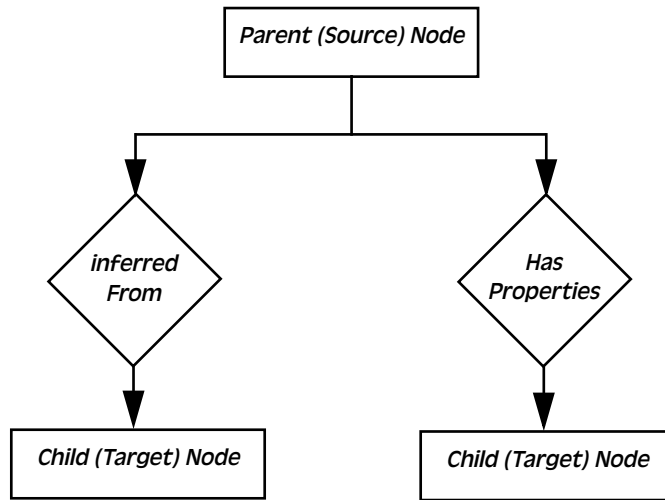 Parent (Source) Node
inferred
From
Has
Properties
Child (Target) Node
Child (Target) Node